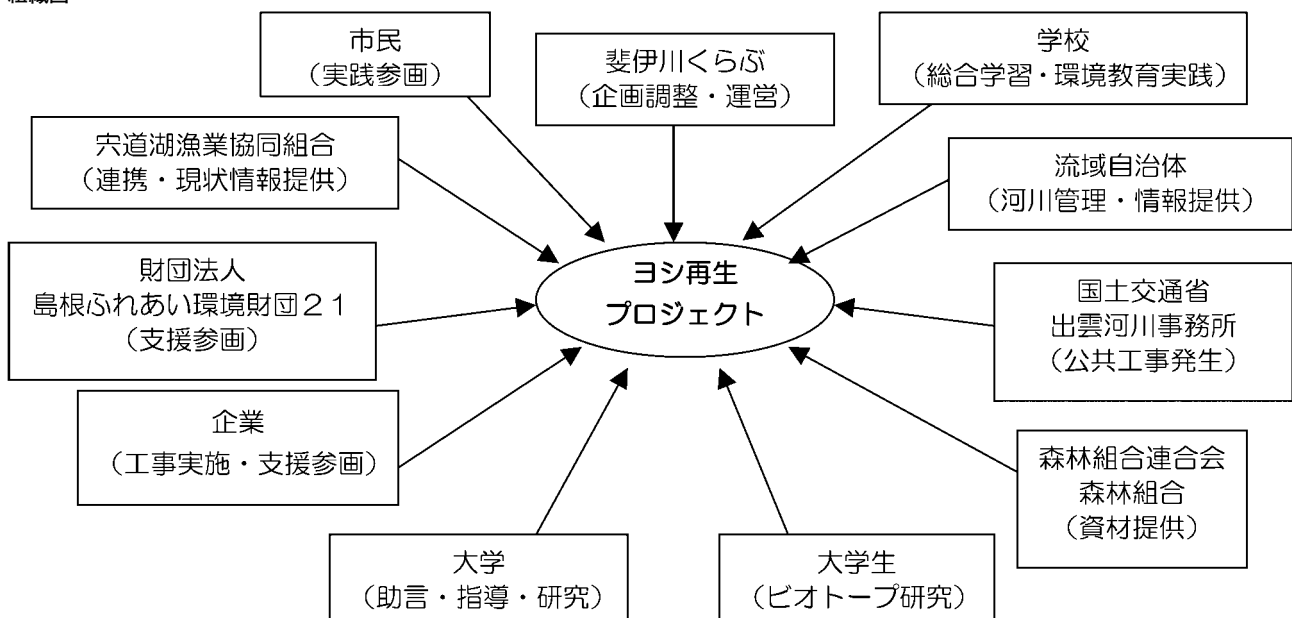 市民
（実践参画）
斐伊川くらぶ
（企画調整・運営）
学校
（総合学習・環境教育実践）
宍道湖漁業協同組合
（連携・現状情報提供）
流域自治体
（河川管理・情報提供）
財団法人
島根ふれあい環境財団２１
（支援参画）
ヨシ再生
プロジェクト
国土交通省
出雲河川事務所
（公共工事発生）
企業
（工事実施・支援参画）
森林組合連合会
森林組合
（資材提供）
大学
（助言・指導・研究）
大学生
（ビオトープ研究）